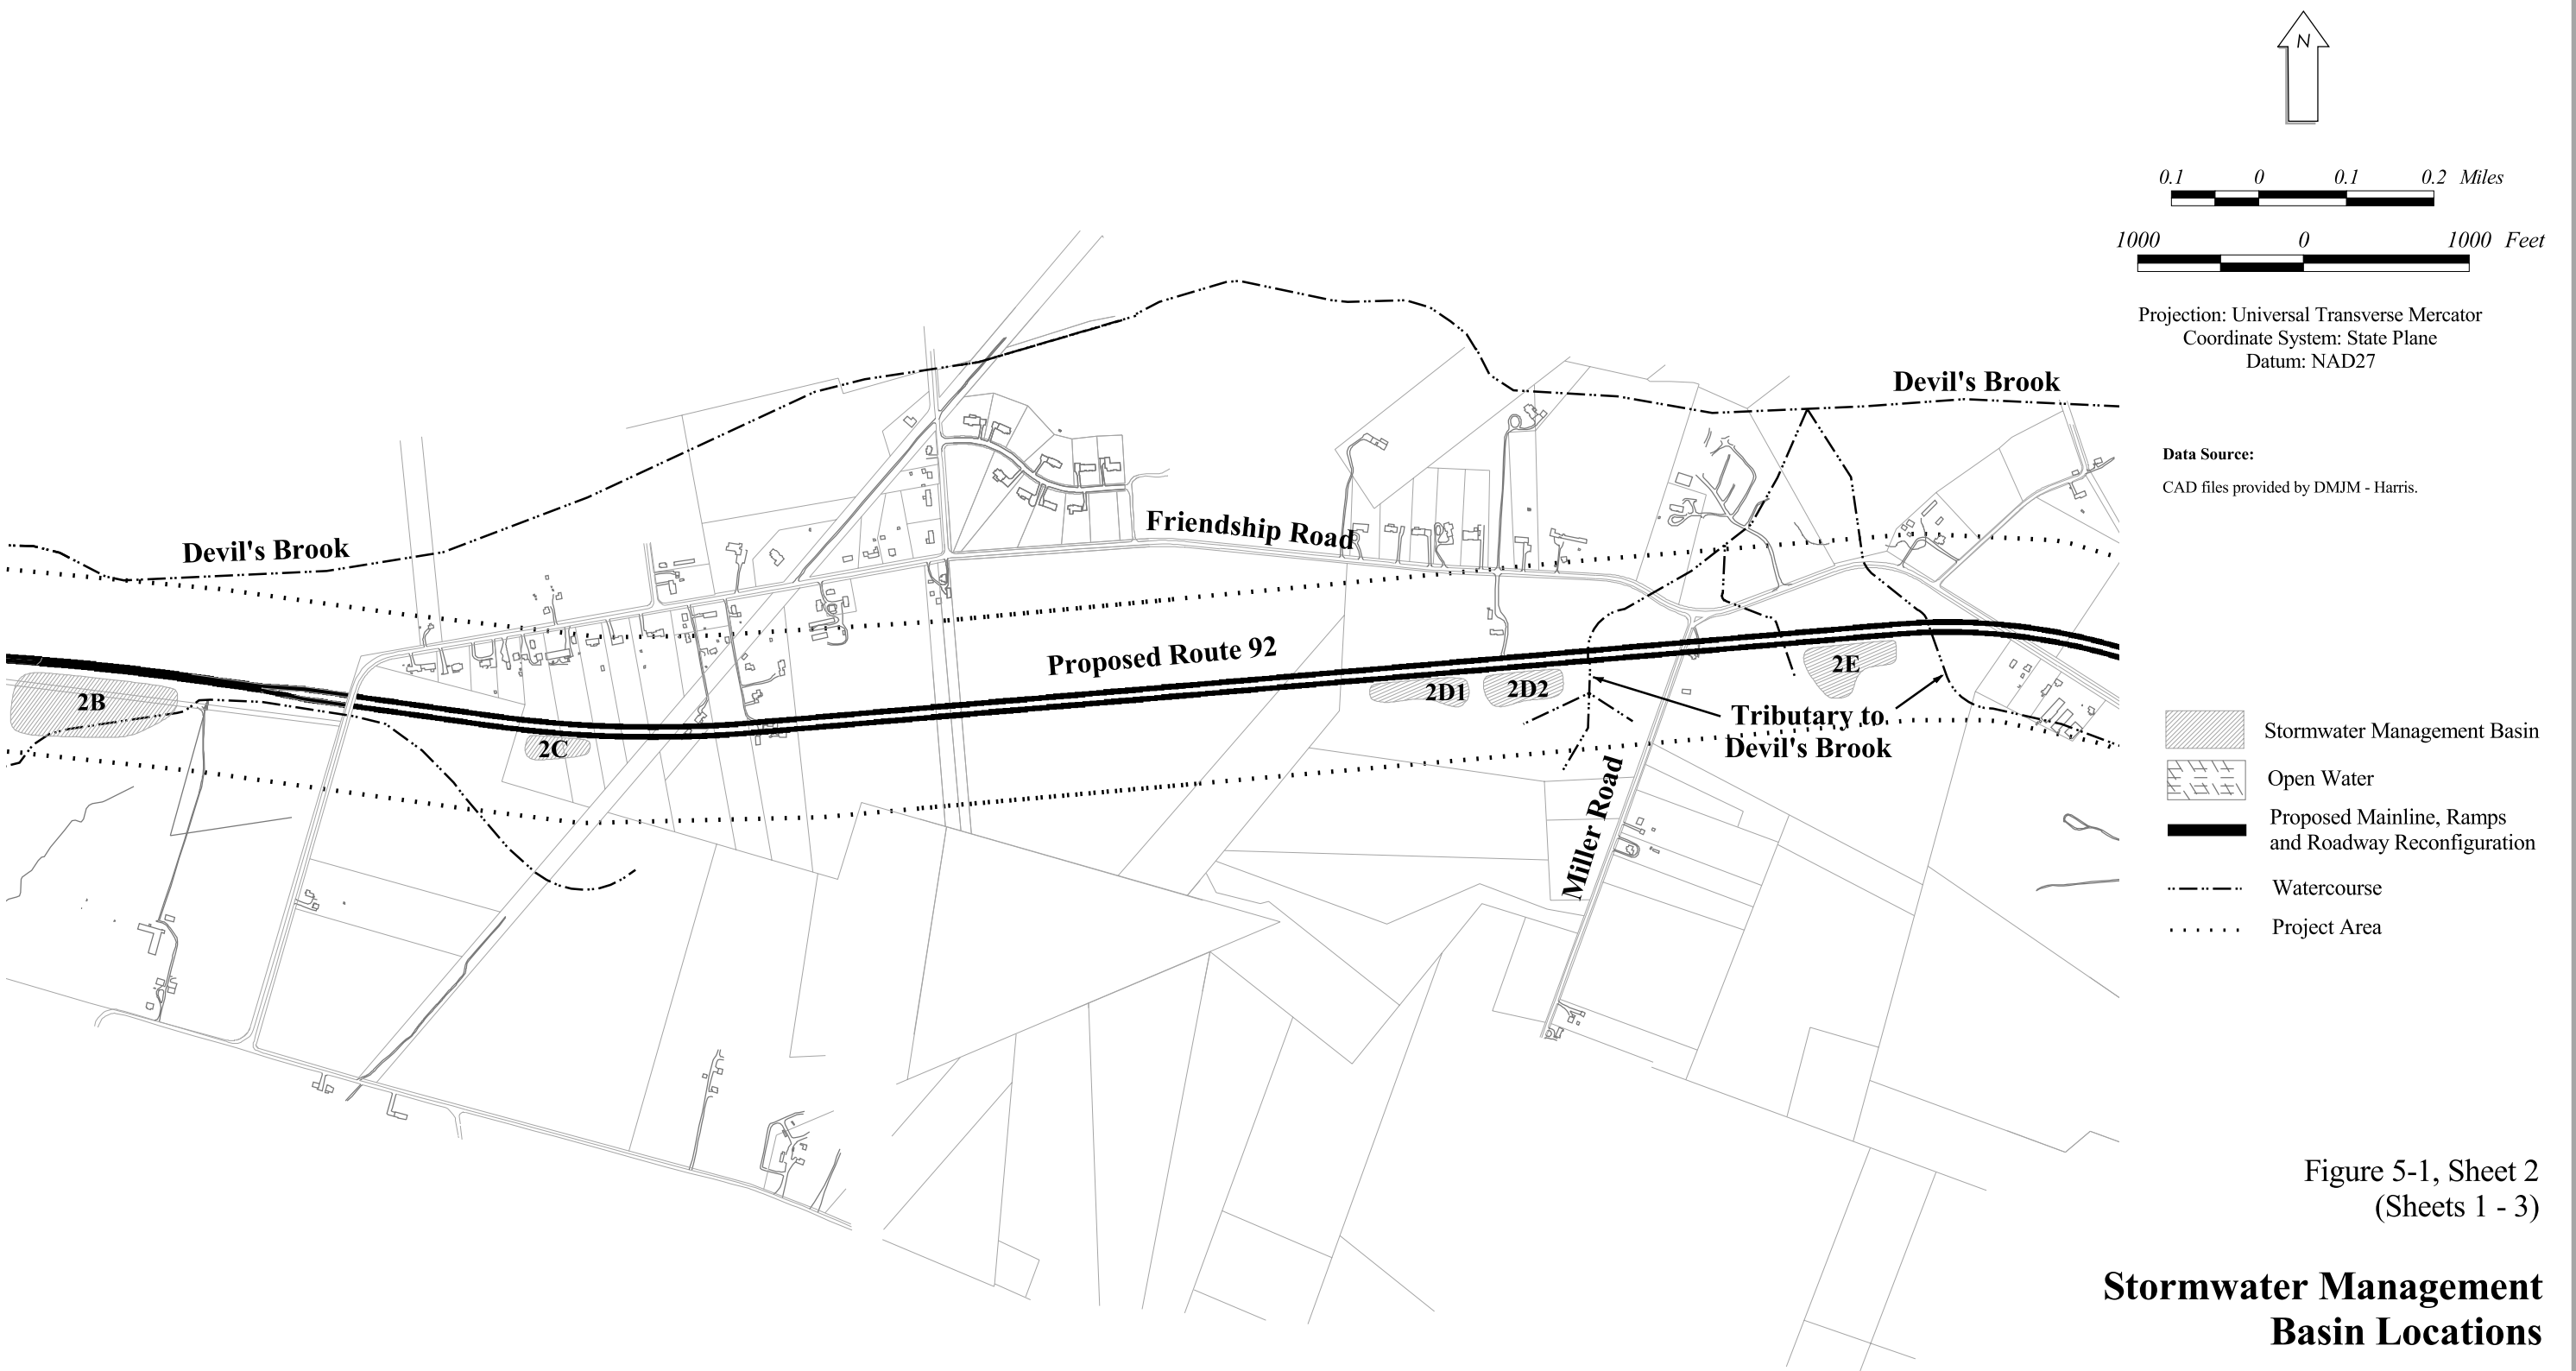 N
0.1 0 0.1 0.2 Miles
1000 0 1000 Feet
Projection: Universal Transverse Mercator
Coordinate System: State Plane
Datum: NAD27
Devil's Brook
Data Source:
CAD files provided by DMJM - Harris.
Friendship Road
Devil's Brook
Proposed Route 92
2B
2C
2D1
2D2
2E
Tributary to
Devil's Brook
Miller Road
Stormwater Management Basin
Open Water
Proposed Mainline, Ramps
and Roadway Reconfiguration
Watercourse
Project Area
Figure 5-1, Sheet 2
(Sheets 1 - 3)
Stormwater Management
Basin Locations